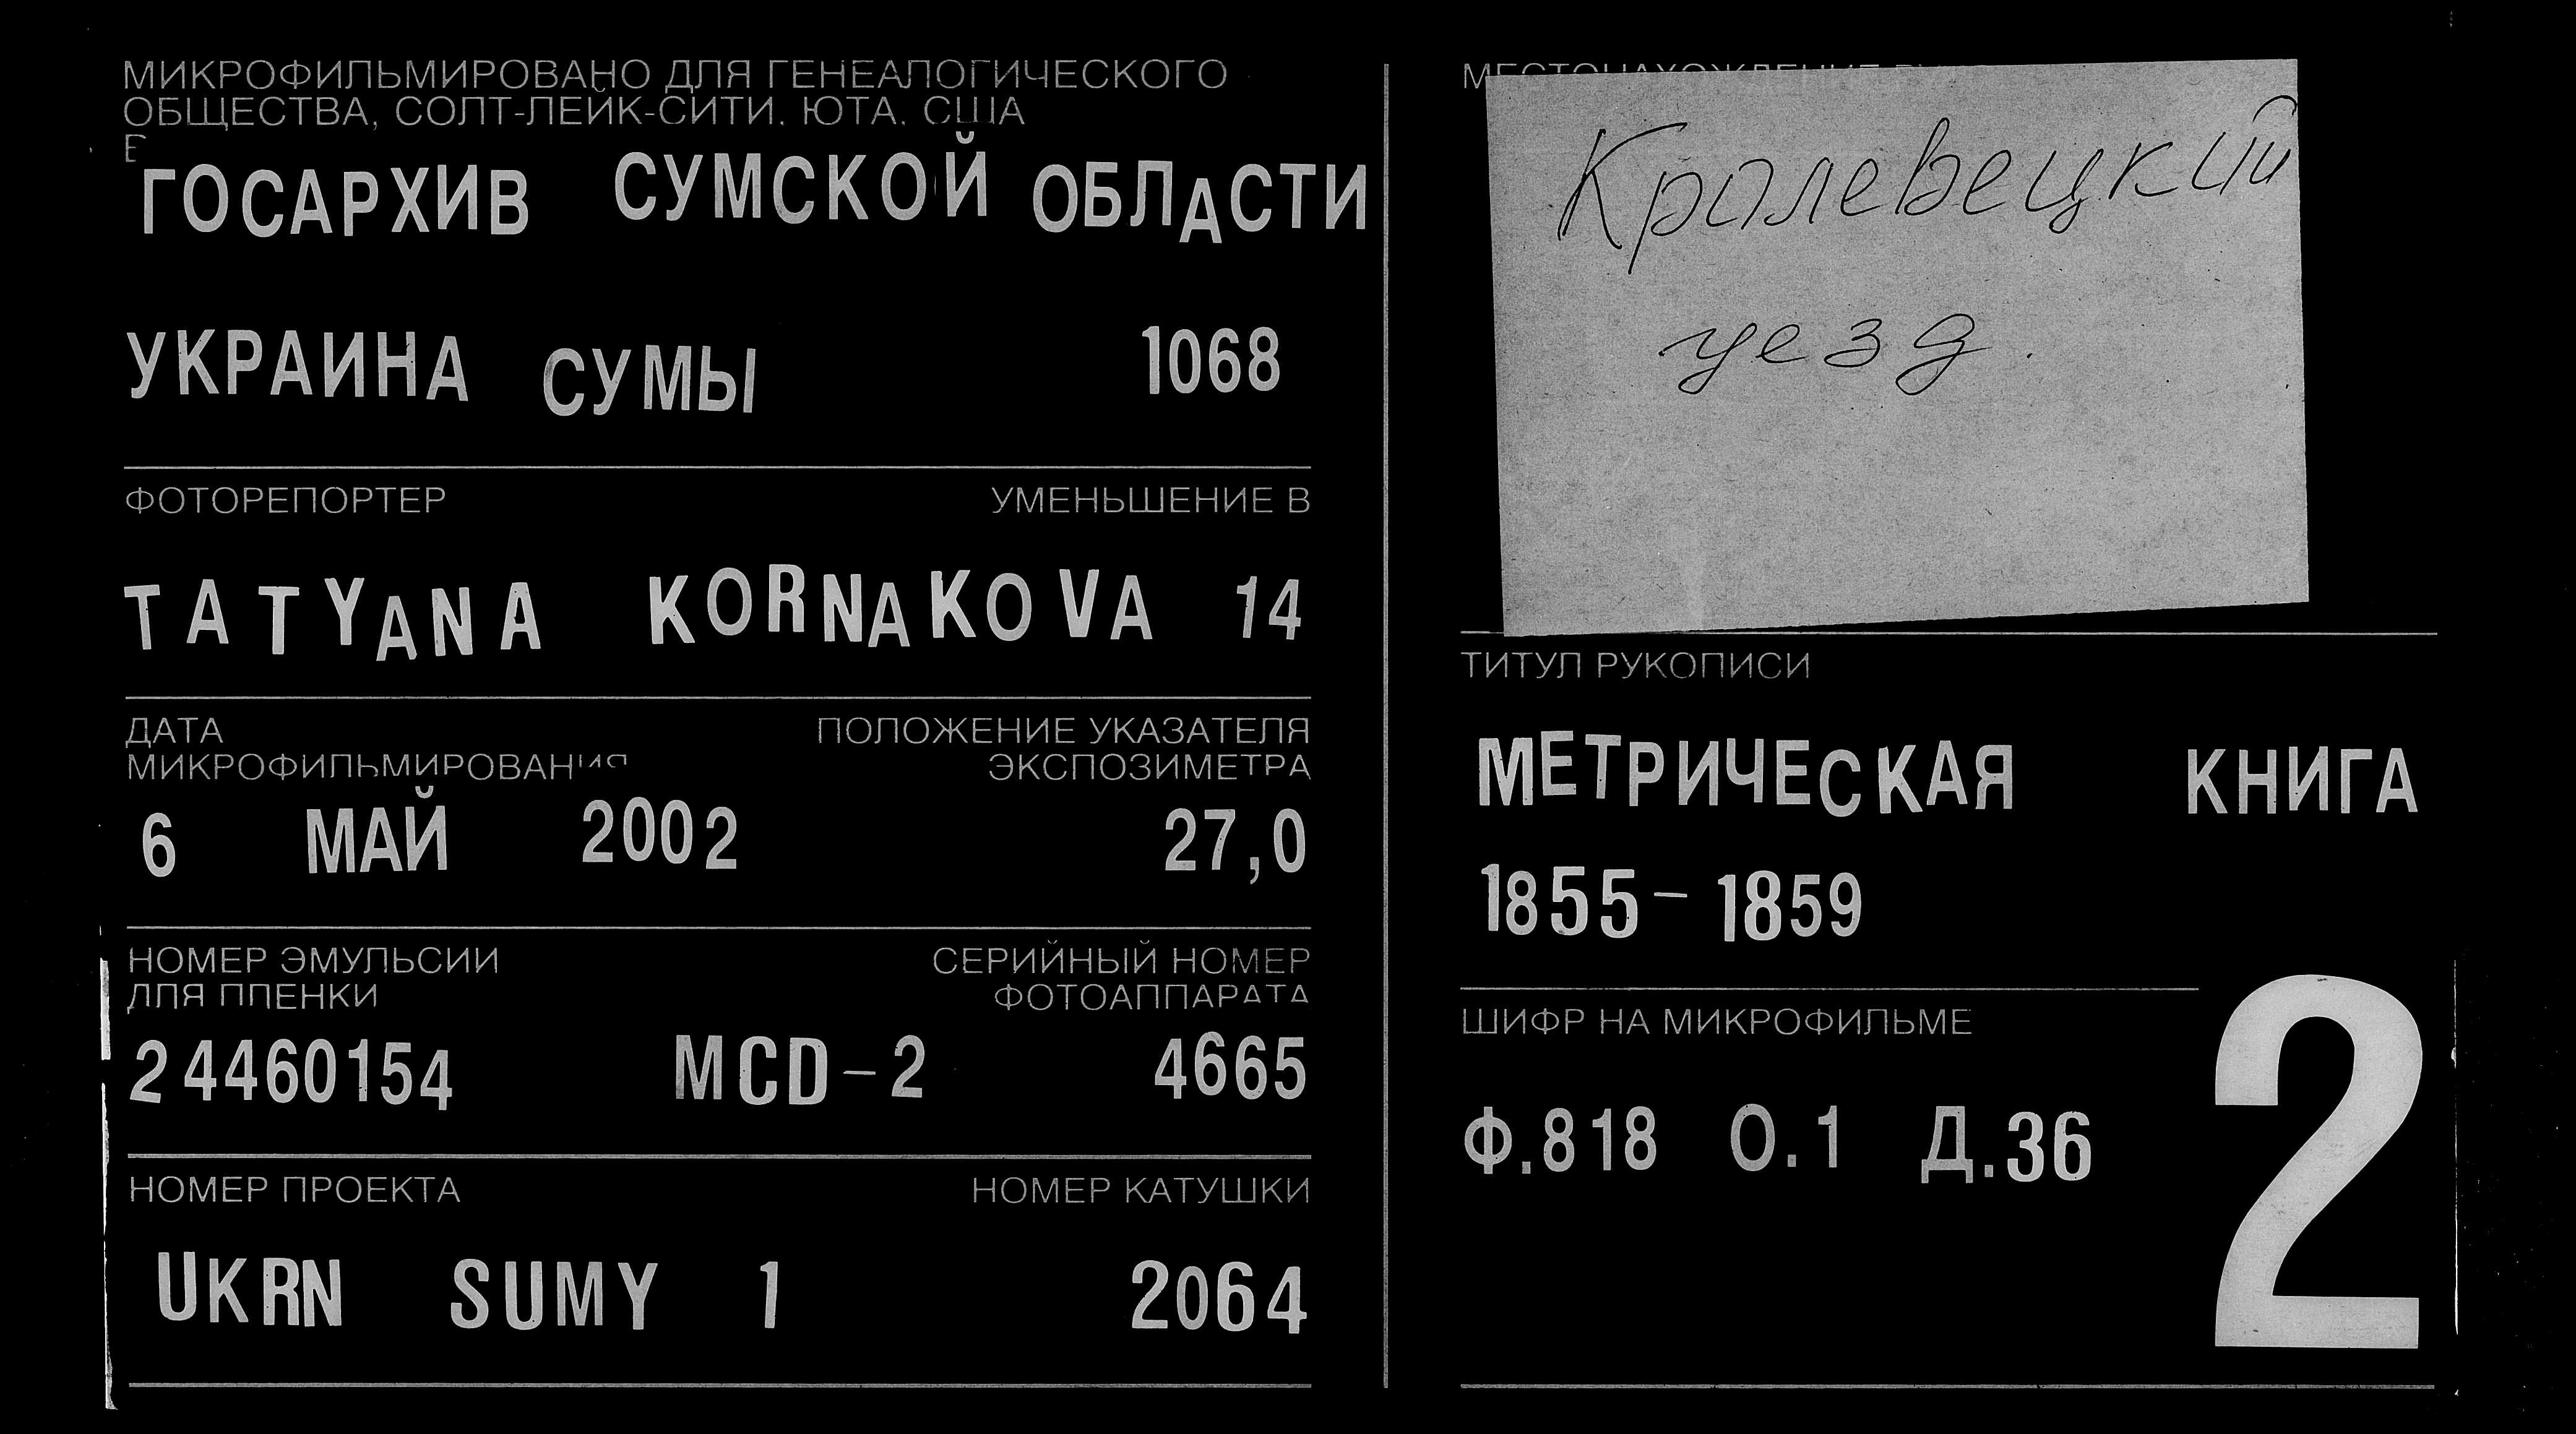 МИКРОФИЛЬМИРОВАНО ДЛЯ ГЕНЕАЛОГИЧЕСКОГО
ОБЩЕСТВА, СОЛТ-ЛЕЙК-СИТИ, ЮТА, США
В
ГОСАРХИВ СУМСКОЙ ОБЛАСТИ
УКРАИНА СУМЫ 1068
ФОТОРЕПОРТЕР УМЕНЬШЕНИЕ В
TATYANA KORNAKOVA 14
ДАТА ПОЛОЖЕНИЕ УКАЗАТЕЛЯ
МИКРОФИЛЬМИРОВАНИЯ ЭКСПОЗИМЕТРА
6 МАЙ 2002 27,0
НОМЕР ЭМУЛЬСИИ СЕРИЙНЫЙ НОМЕР
ДЛЯ ПЛЕНКИ ФОТОАППАРАТА
24460154 MCD-2 4665
НОМЕР ПРОЕКТА НОМЕР КАТУШКИ
UKRN SUMY 1 2064
МЕСТОНАХОЖДЕНИЕ
Кролевецкий
уезд.
ТИТУЛ РУКОПИСИ
МЕТРИЧЕСКАЯ КНИГА
1855-1859
ШИФР НА МИКРОФИЛЬМЕ
Ф.818 О.1 Д.36
2